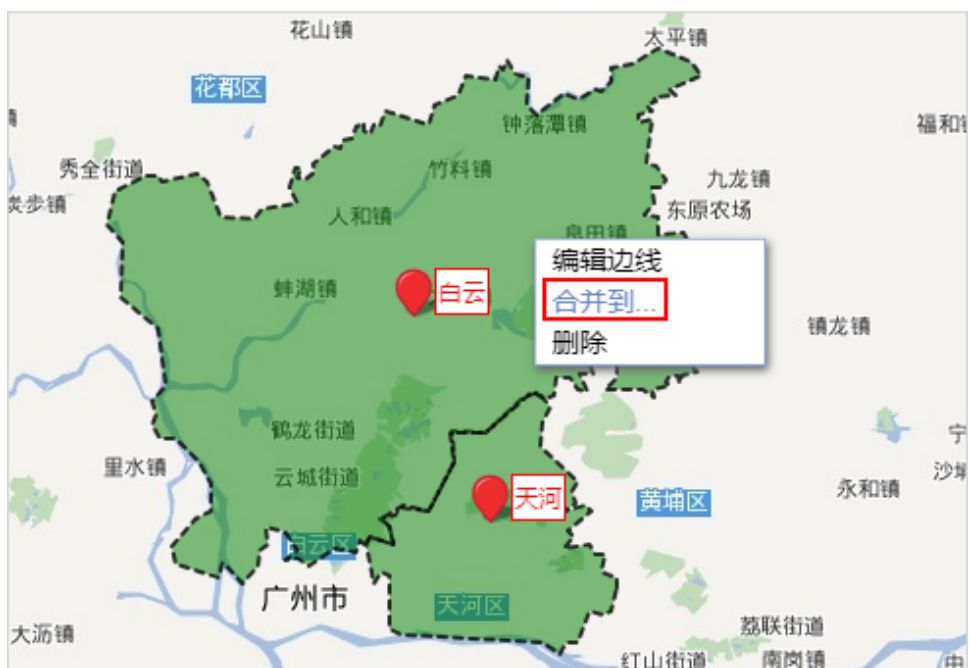 花山镇
太平镇
花都区
钟落潭镇
福和
秀全街道
竹料镇
九龙镇
炭步镇
人和镇
东原农场
良田镇
编辑边线
蚌湖镇
白云
合并到...
镇龙镇
删除
鹤龙街道
宁
里水镇
云城街道
沙埔
天河
永和镇
黄埔区
白云区
广州市
天河区
大沥镇
荔联街道
红山街道
南岗镇
中